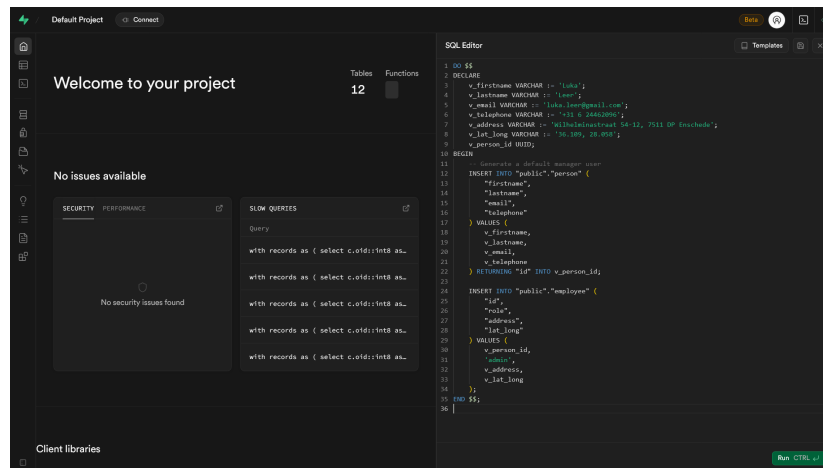 Default Project
Connect
Beta
Welcome to your project
Tables
Functions
12
No issues available
SECURITY
PERFORMANCE
No security issues found
SLOW QUERIES
Query
with records as ( select c.oid::int8 as…
with records as ( select c.oid::int8 as…
with records as ( select c.oid::int8 as…
with records as ( select c.oid::int8 as…
with records as ( select c.oid::int8 as…
Client libraries
SQL Editor
Templates
1 DO $$
2 DECLARE
3 v_firstname VARCHAR := 'Luka';
4 v_lastname VARCHAR := 'Leer';
5 v_email VARCHAR := 'luka.leer@gmail.com';
6 v_telephone VARCHAR := '+31 6 24462096';
7 v_address VARCHAR := 'Wilhelminastraat 54-12, 7511 DP Enschede';
8 v_lat_long VARCHAR := '36.109, 28.058';
9 v_person_id UUID;
10 BEGIN
11 -- Generate a default manager user
12 INSERT INTO "public"."person" (
13 "firstname",
14 "lastname",
15 "email",
16 "telephone"
17 ) VALUES (
18 v_firstname,
19 v_lastname,
20 v_email,
21 v_telephone
22 ) RETURNING "id" INTO v_person_id;
23
24 INSERT INTO "public"."employee" (
25 "id",
26 "role",
27 "address",
28 "lat_long"
29 ) VALUES (
30 v_person_id,
31 'admin',
32 v_address,
33 v_lat_long
34 );
35 END $$;
36
Run CTRL ↵